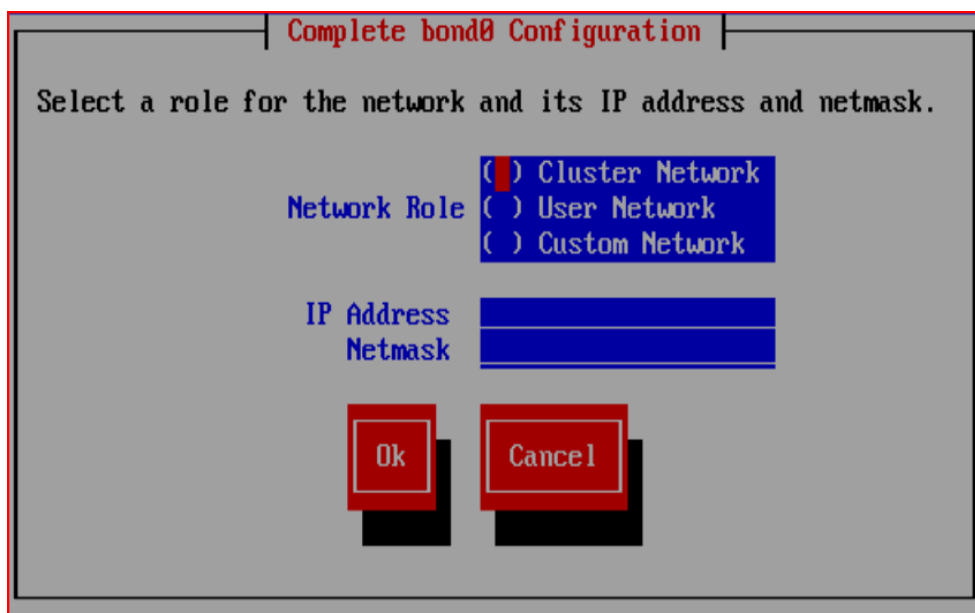 Complete bond0 Configuration
Select a role for the network and its IP address and netmask.
( ) Cluster Network
Network Role ( ) User Network
( ) Custom Network
IP Address
Netmask
Ok Cancel